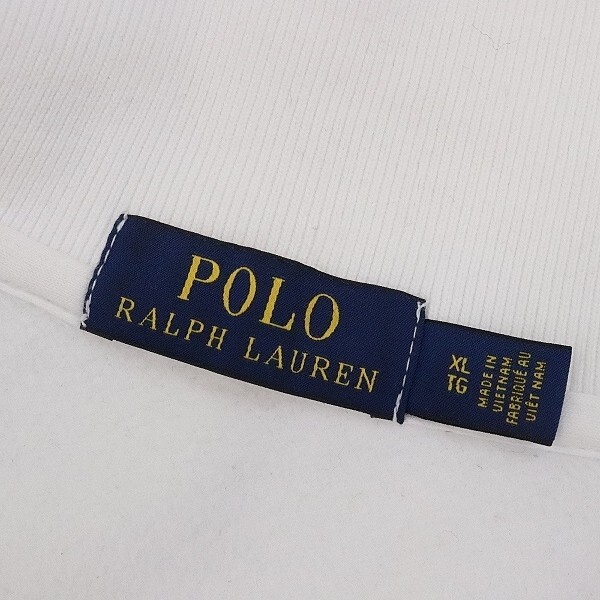 POLO
RALPH LAUREN
XL
TG
MADE IN
VIETNAM
FABRIQUÉ AU
VIÊT NAM